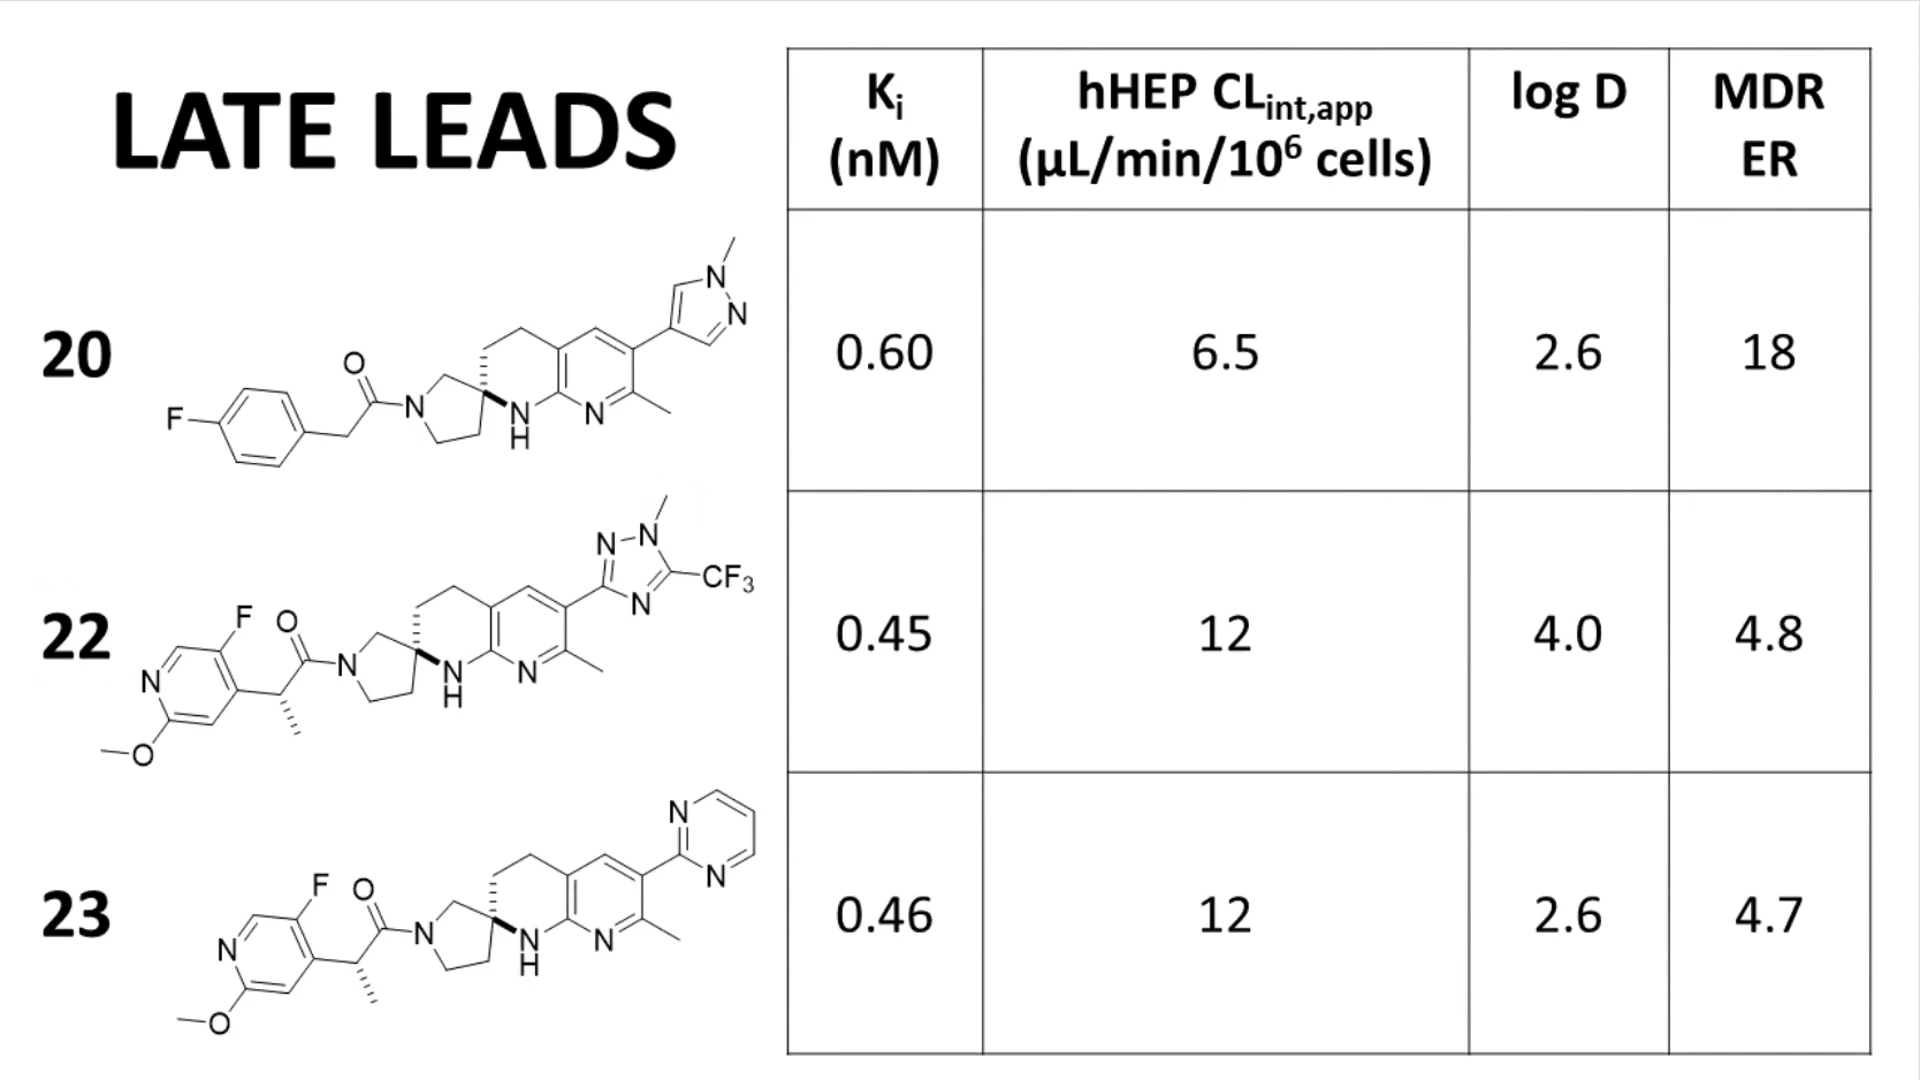 LATE LEADS
Ki
(nM)
hHEP CLint,app
(µL/min/10⁶ cells)
log D
MDR
ER
20
F
O
N
N
H
N
N
N
0.60
6.5
2.6
18
22
N
F
O
O
N
N
H
N
N
N
N
CF3
0.45
12
4.0
4.8
23
N
F
O
O
N
N
H
N
N
N
0.46
12
2.6
4.7